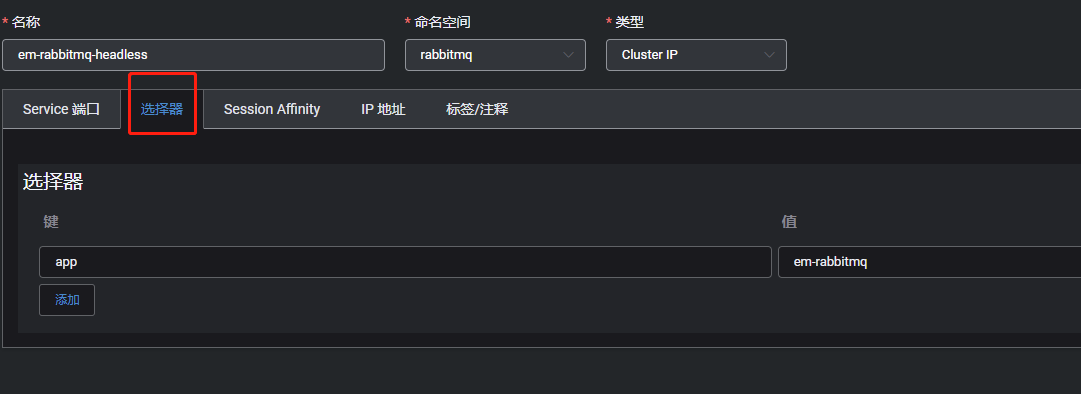 * 名称 * 命名空间 * 类型
em-rabbitmq-headless rabbitmq Cluster IP
Service 端口 选择器 Session Affinity IP 地址 标签/注释
选择器
键 值
app em-rabbitmq
添加